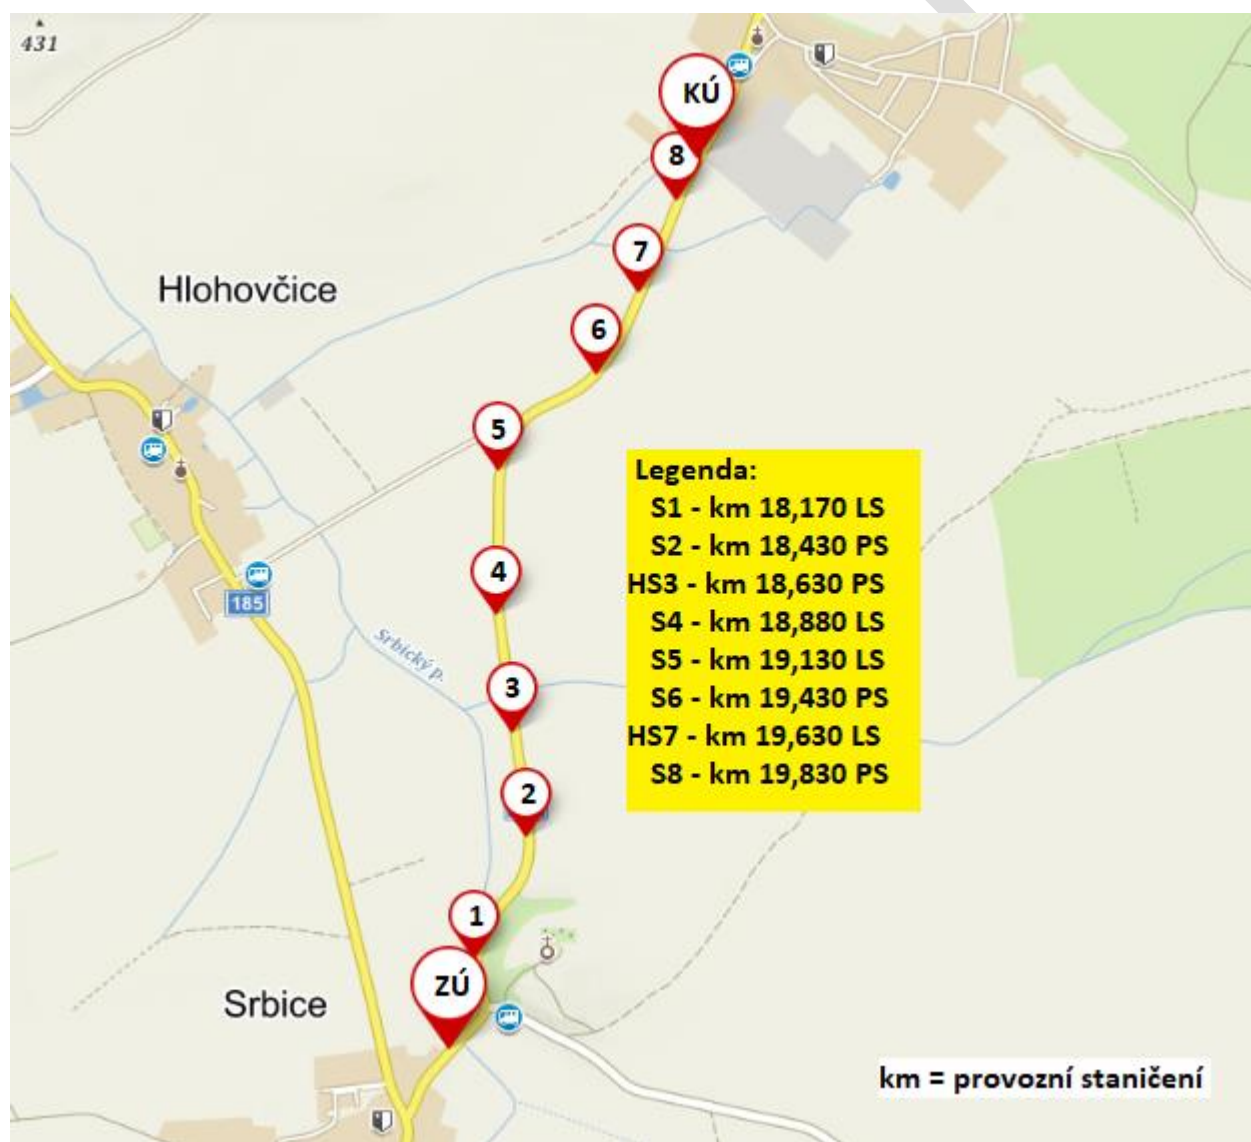 431
KÚ
8
7
Hlohovčice
6
5
Legenda:
S1 - km 18,170 LS
S2 - km 18,430 PS
HS3 - km 18,630 PS
S4 - km 18,880 LS
S5 - km 19,130 LS
S6 - km 19,430 PS
HS7 - km 19,630 LS
S8 - km 19,830 PS
4
185
Srbický p.
3
2
1
ZÚ
Srbice
km = provozní staničení